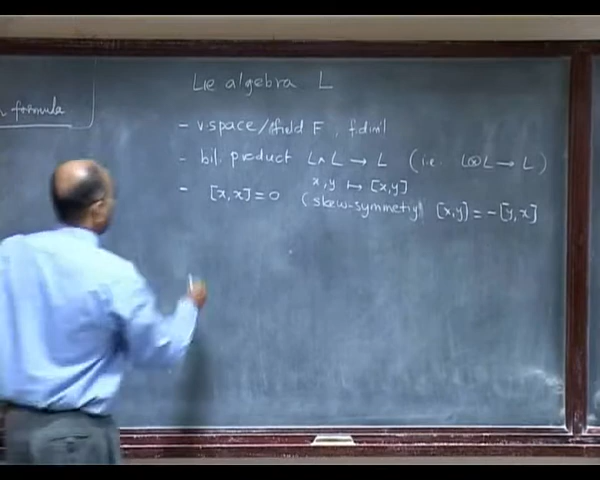 Lie algebra L
formula
- v.space/field F, f.dim'l
- bil. product L∧L → L (i.e. L⊗L → L)
x,y ↦ [x,y]
- [x,x]=0 (skew-symmetry) [x,y] = -[y,x]